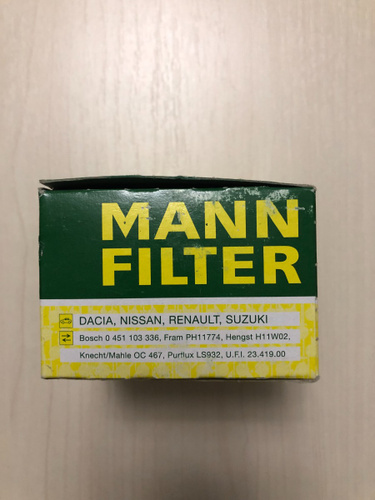 MANN
FILTER
DACIA, NISSAN, RENAULT, SUZUKI
Bosch 0 451 103 336, Fram PH11774, Hengst H11W02,
Knecht/Mahle OC 467, Purflux LS932, U.F.I. 23.419.00